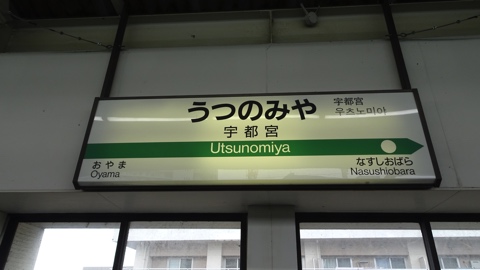 うつのみや
宇都宮
우츠노미야
宇都宮
Utsunomiya
おやま
Oyama
なすしおばら
Nasushiobara